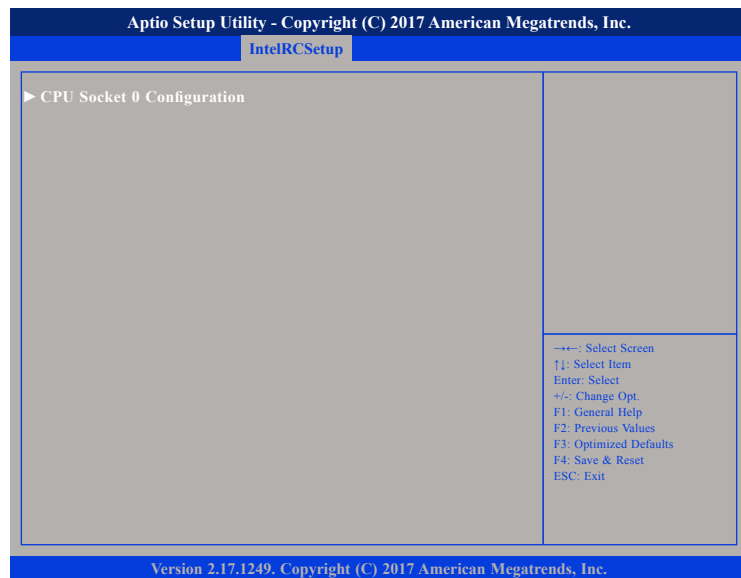 Aptio Setup Utility - Copyright (C) 2017 American Megatrends, Inc.
IntelRCSetup
► CPU Socket 0 Configuration
→←: Select Screen
↑↓: Select Item
Enter: Select
+/-: Change Opt.
F1: General Help
F2: Previous Values
F3: Optimized Defaults
F4: Save & Reset
ESC: Exit
Version 2.17.1249. Copyright (C) 2017 American Megatrends, Inc.